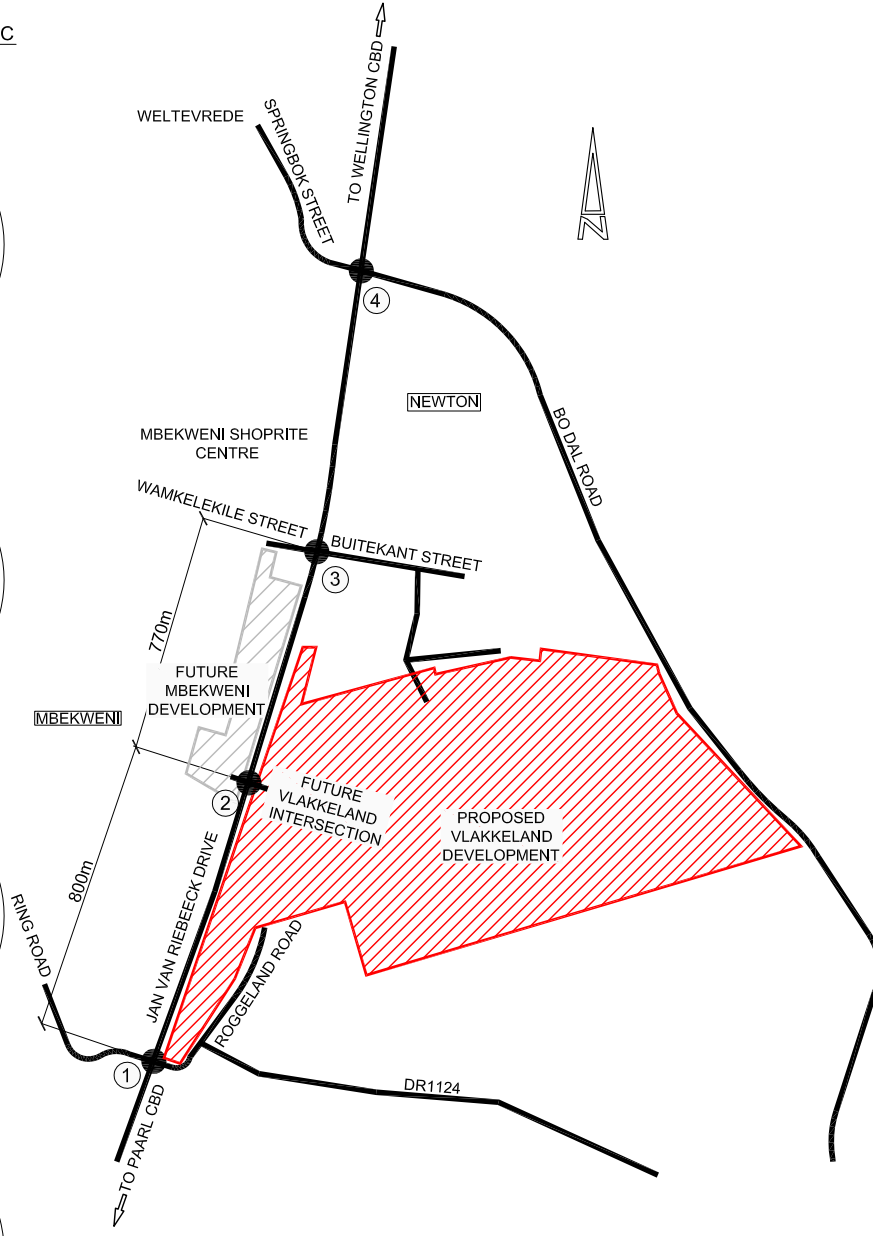 C
TO WELLINGTON CBD
WELTEVREDE
SPRINGBOK STREET
N
4
NEWTON
BO DAL ROAD
MBEKWENI SHOPRITE
CENTRE
WAMKELEKILE STREET
BUITEKANT STREET
3
770m
FUTURE
MBEKWENI
DEVELOPMENT
MBEKWENI
2
FUTURE
VLAKKELAND
INTERSECTION
PROPOSED
VLAKKELAND
DEVELOPMENT
800m
JAN VAN RIEBEECK DRIVE
RING ROAD
ROGGELAND ROAD
1
DR1124
TO PAARL CBD